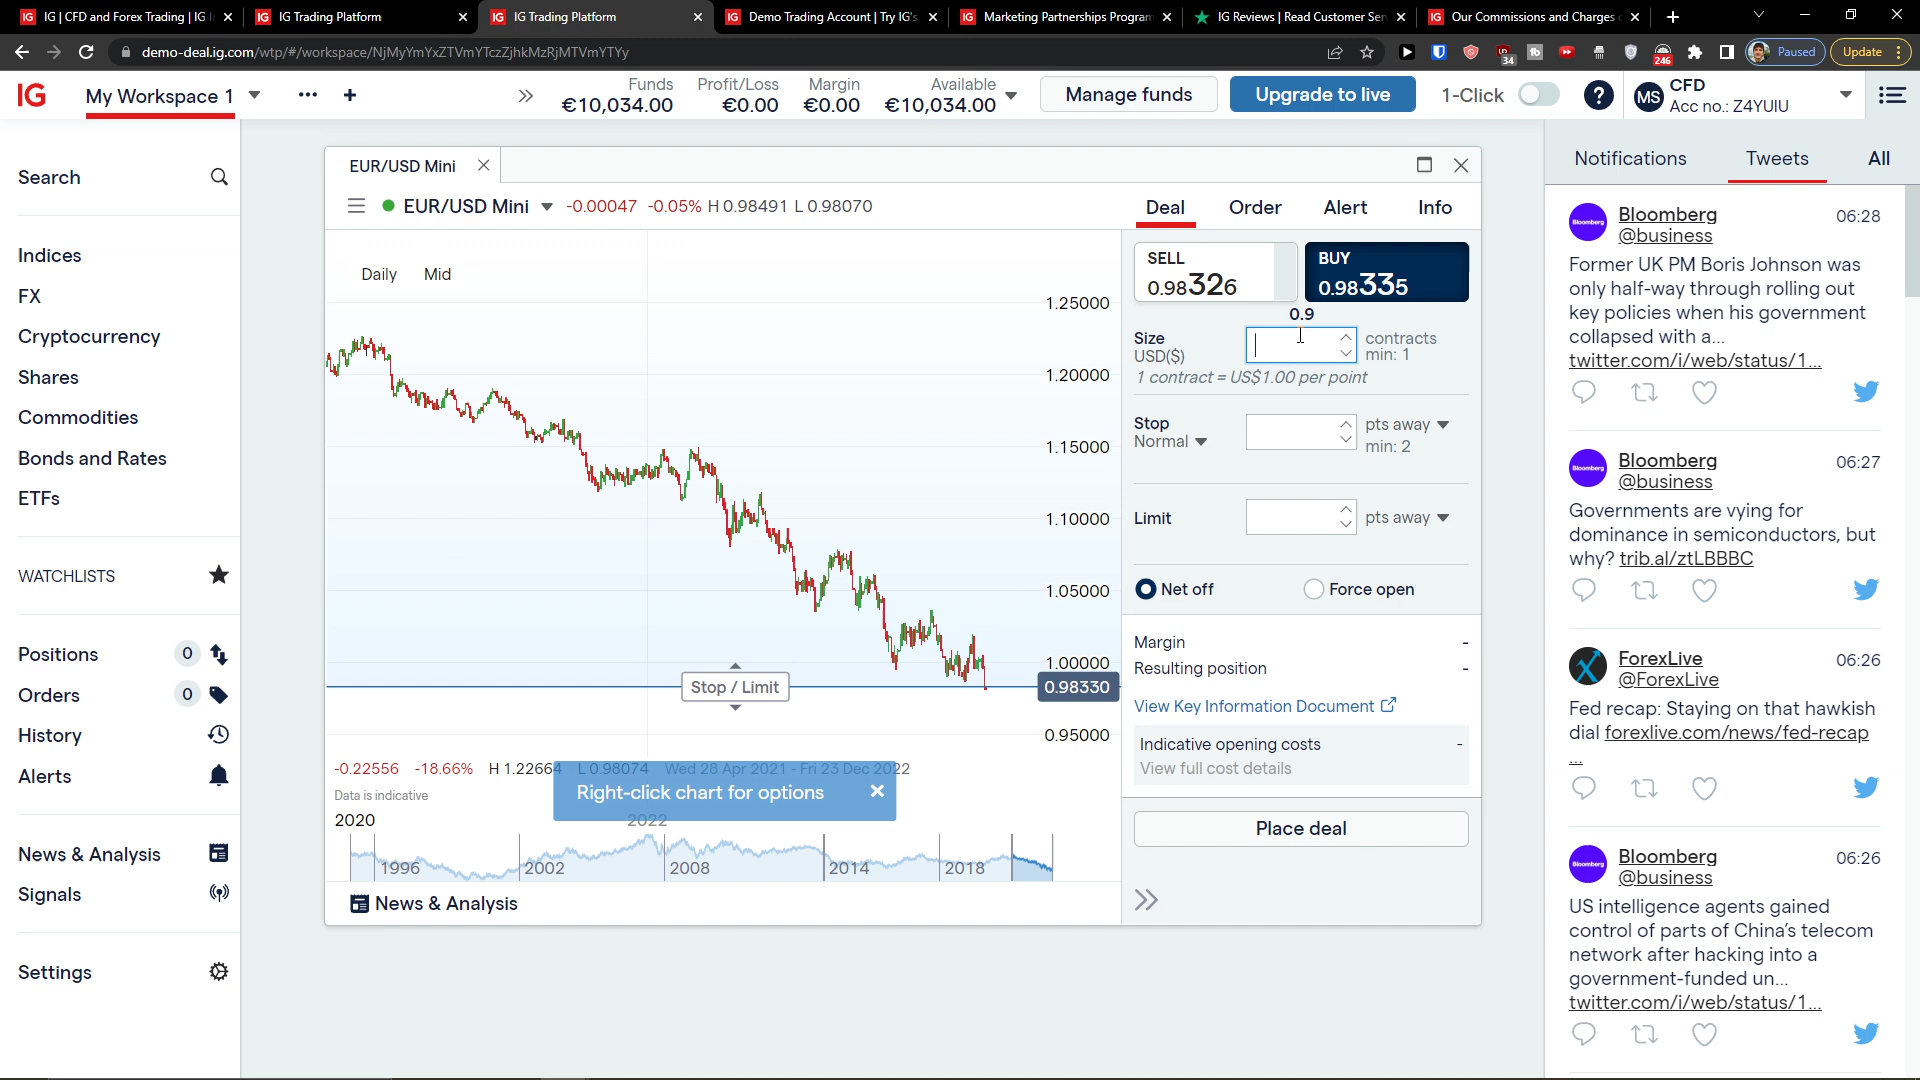 IG | CFD and Forex Trading | IG
IG Trading Platform
IG Trading Platform
Demo Trading Account | Try IG's
Marketing Partnerships Program
IG Reviews | Read Customer Ser
Our Commissions and Charges
demo-deal.ig.com/wtp/#/workspace/NjMyYmYxZTVmYTczZjhkMzRjMTVmYTYy
34
246
Paused
Update
IG
My Workspace 1
Funds
€10,034.00
Profit/Loss
€0.00
Margin
€0.00
Available
€10,034.00
Manage funds
Upgrade to live
1-Click
?
MS
CFD
Acc no.: Z4YUIU
Search
Indices
FX
Cryptocurrency
Shares
Commodities
Bonds and Rates
ETFs
WATCHLISTS
Positions 0
Orders 0
History
Alerts
News & Analysis
Signals
Settings
EUR/USD Mini
EUR/USD Mini -0.00047 -0.05% H 0.98491 L 0.98070
Daily Mid
1.25000
1.20000
1.15000
1.10000
1.05000
1.00000
Stop / Limit
0.98330
0.95000
-0.22556 -18.66% H 1.22664 L 0.98074 Wed 28 Apr 2021 - Fri 23 Dec 2022
Data is indicative
Right-click chart for options
2020 2022
1996 2002 2008 2014 2018
News & Analysis
Deal Order Alert Info
SELL
0.98326
BUY
0.98335
0.9
Size
USD($)
contracts
min: 1
1 contract = US$1.00 per point
Stop
Normal
pts away
min: 2
Limit
pts away
Net off
Force open
Margin -
Resulting position -
View Key Information Document
Indicative opening costs -
View full cost details
Place deal
Notifications Tweets All
Bloomberg 06:28
@business
Former UK PM Boris Johnson was
only half-way through rolling out
key policies when his government
collapsed with a...
twitter.com/i/web/status/1...
Bloomberg 06:27
@business
Governments are vying for
dominance in semiconductors, but
why? trib.al/ztLBBBC
ForexLive 06:26
@ForexLive
Fed recap: Staying on that hawkish
dial forexlive.com/news/fed-recap
...
Bloomberg 06:26
@business
US intelligence agents gained
control of parts of China's telecom
network after hacking into a
government-funded un...
twitter.com/i/web/status/1...